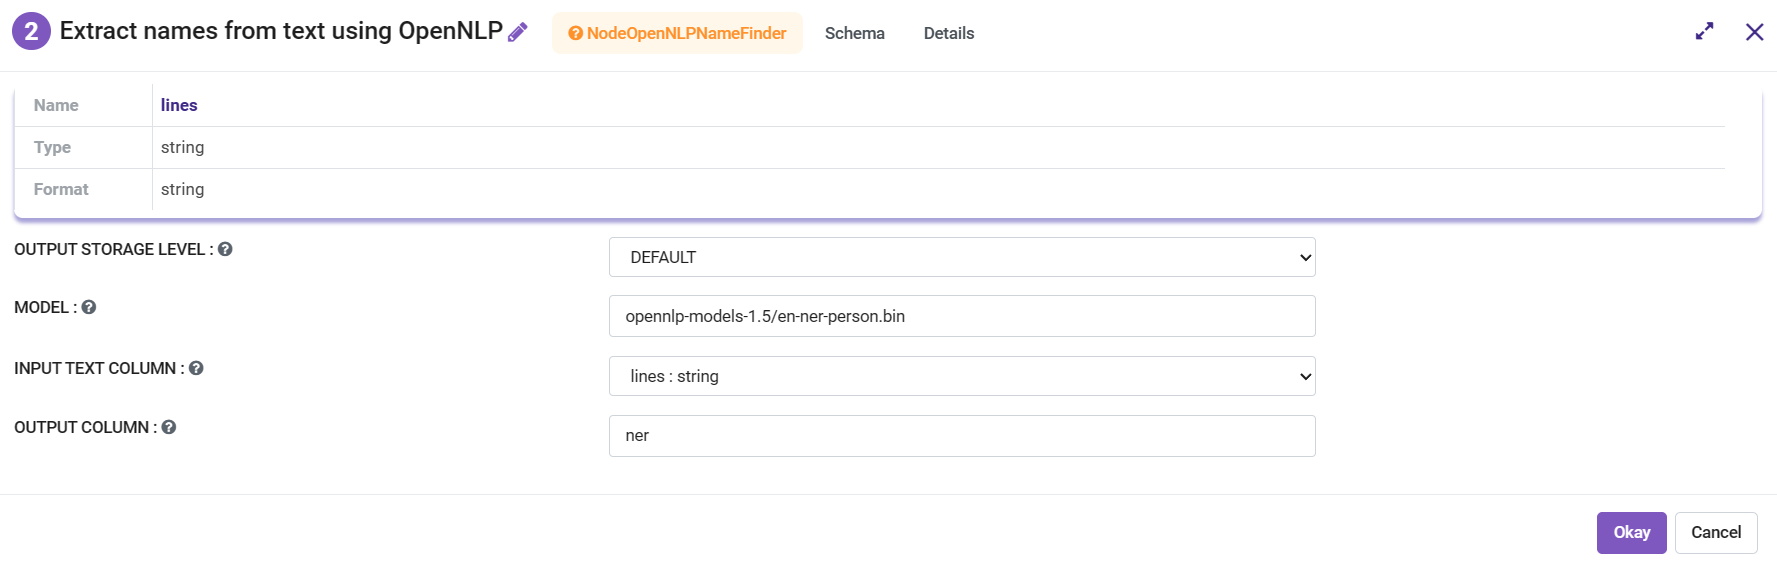 2 Extract names from text using OpenNLP NodeOpenNLPNameFinder Schema Details
Name lines
Type string
Format string
OUTPUT STORAGE LEVEL : DEFAULT
MODEL : opennlp-models-1.5/en-ner-person.bin
INPUT TEXT COLUMN : lines : string
OUTPUT COLUMN : ner
Okay Cancel